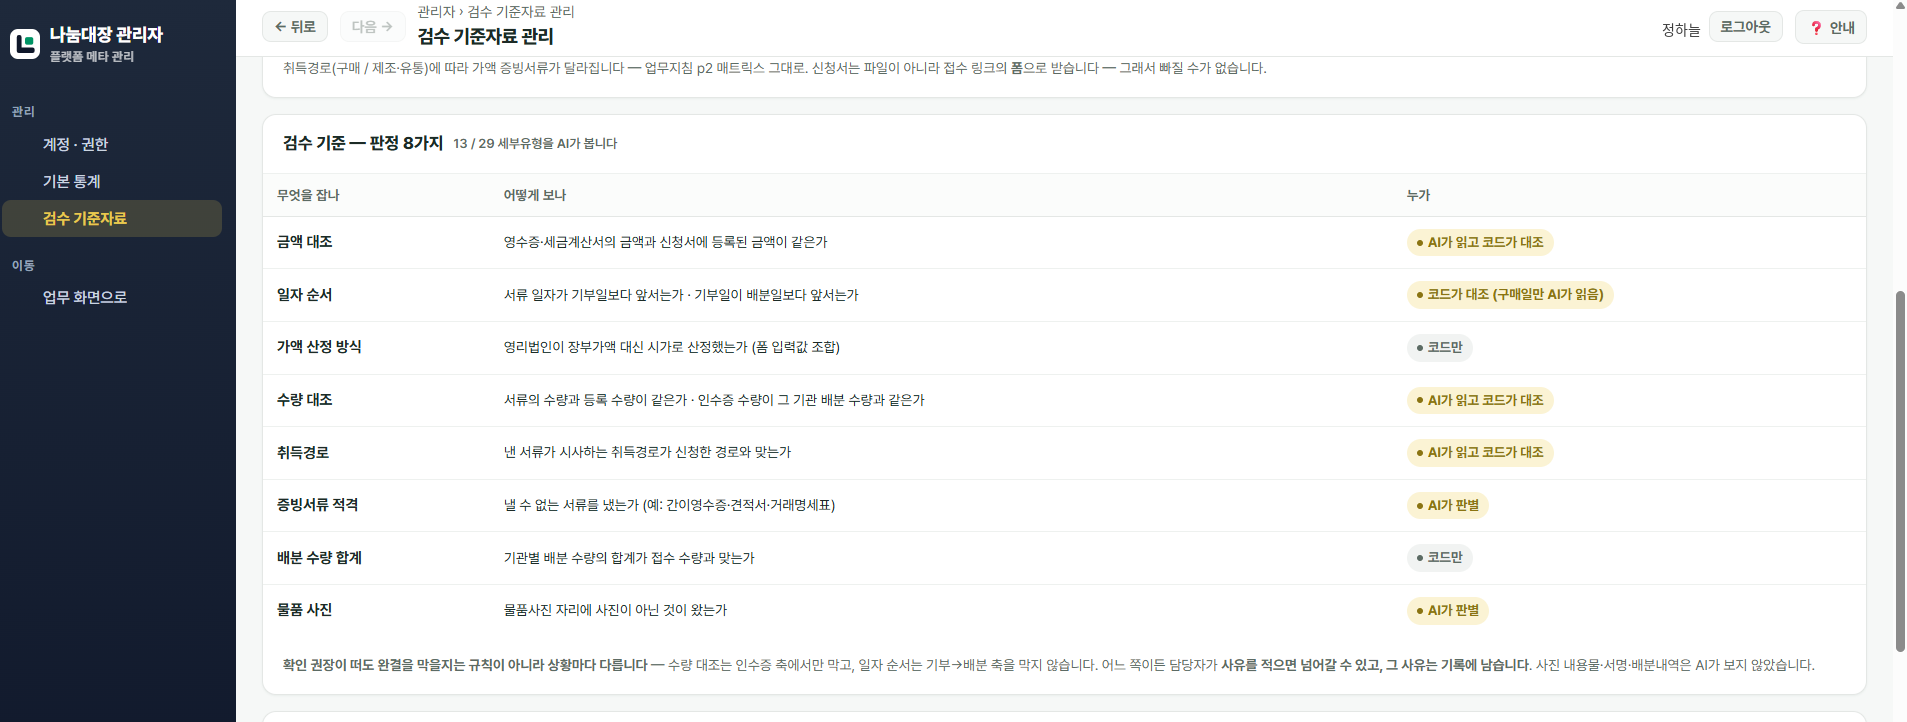 나눔대장 관리자
플랫폼 메타 관리
관리
계정 · 권한
기본 통계
검수 기준자료
이동
업무 화면으로
← 뒤로
다음 →
관리자 › 검수 기준자료 관리
검수 기준자료 관리
정하늘
로그아웃
❓ 안내
취득경로(구매 / 제조·유통)에 따라 가액 증빙서류가 달라집니다 — 업무지침 p2 매트릭스 그대로. 신청서는 파일이 아니라 접수 링크의 폼으로 받습니다 — 그래서 빠질 수가 없습니다.
검수 기준 — 판정 8가지 13 / 29 세부유형을 AI가 봅니다
무엇을 잡나 어떻게 보나 누가
금액 대조 영수증·세금계산서의 금액과 신청서에 등록된 금액이 같은가 • AI가 읽고 코드가 대조
일자 순서 서류 일자가 기부일보다 앞서는가 · 기부일이 배분일보다 앞서는가 • 코드가 대조 (구매일만 AI가 읽음)
가액 산정 방식 영리법인이 장부가액 대신 시가로 산정했는가 (폼 입력값 조합) • 코드만
수량 대조 서류의 수량과 등록 수량이 같은가 · 인수증 수량이 그 기관 배분 수량과 같은가 • AI가 읽고 코드가 대조
취득경로 낸 서류가 시사하는 취득경로가 신청한 경로와 맞는가 • AI가 읽고 코드가 대조
증빙서류 적격 낼 수 없는 서류를 냈는가 (예: 간이영수증·견적서·거래명세표) • AI가 판별
배분 수량 합계 기관별 배분 수량의 합계가 접수 수량과 맞는가 • 코드만
물품 사진 물품사진 자리에 사진이 아닌 것이 왔는가 • AI가 판별
확인 권장이 떠도 완결을 막을지는 규칙이 아니라 상황마다 다릅니다 — 수량 대조는 인수증 축에서만 막고, 일자 순서는 기부→배분 축을 막지 않습니다. 어느 쪽이든 담당자가 사유를 적으면 넘어갈 수 있고, 그 사유는 기록에 남습니다. 사진 내용물·서명·배분내역은 AI가 보지 않았습니다.